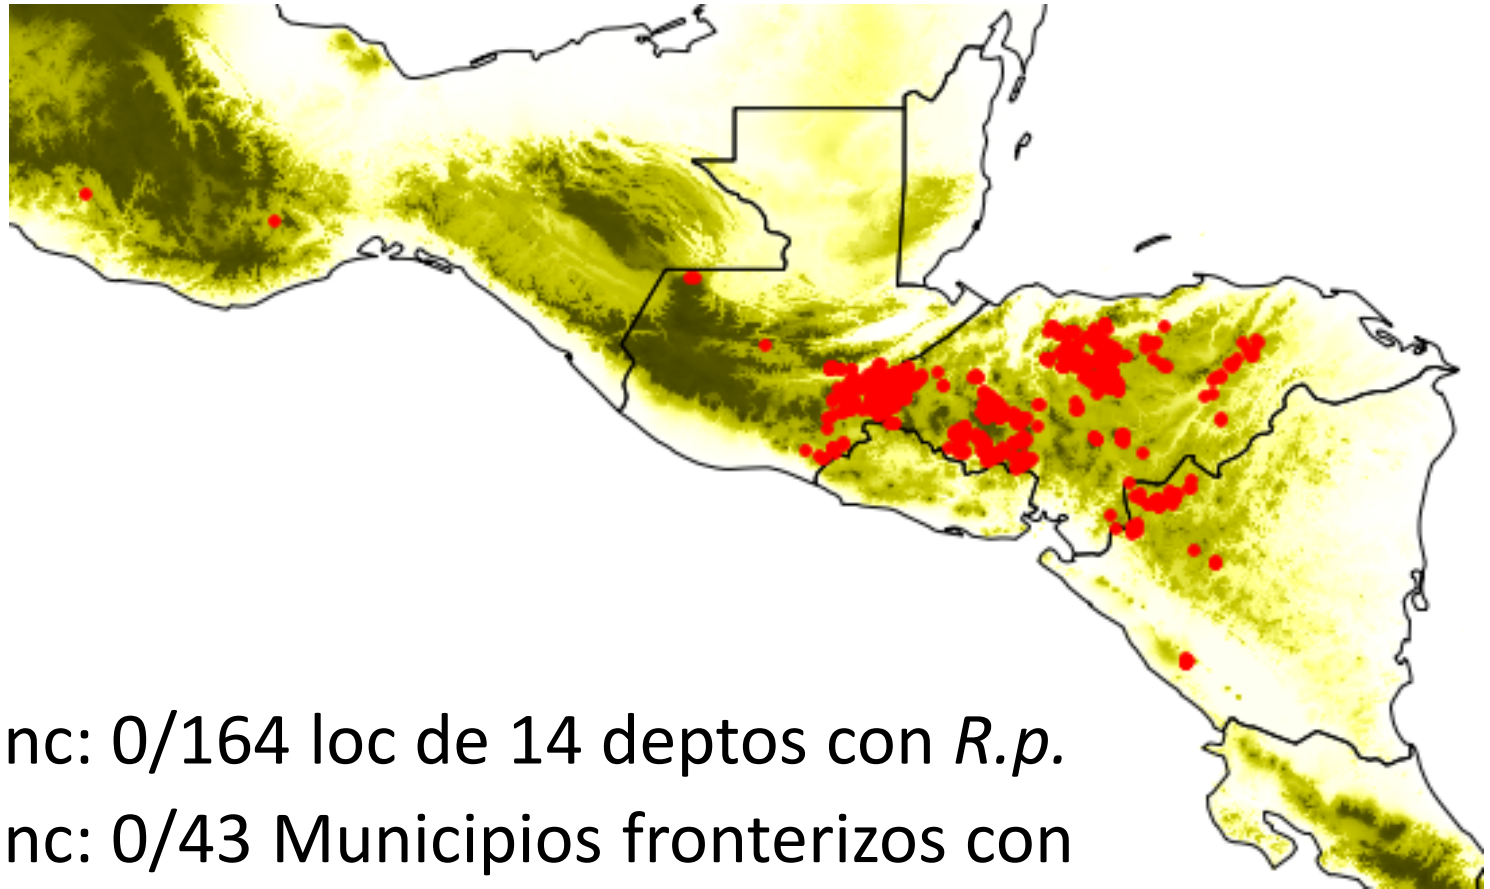 nc: 0/164 loc de 14 deptos con R.p.
nc: 0/43 Municipios fronterizos con